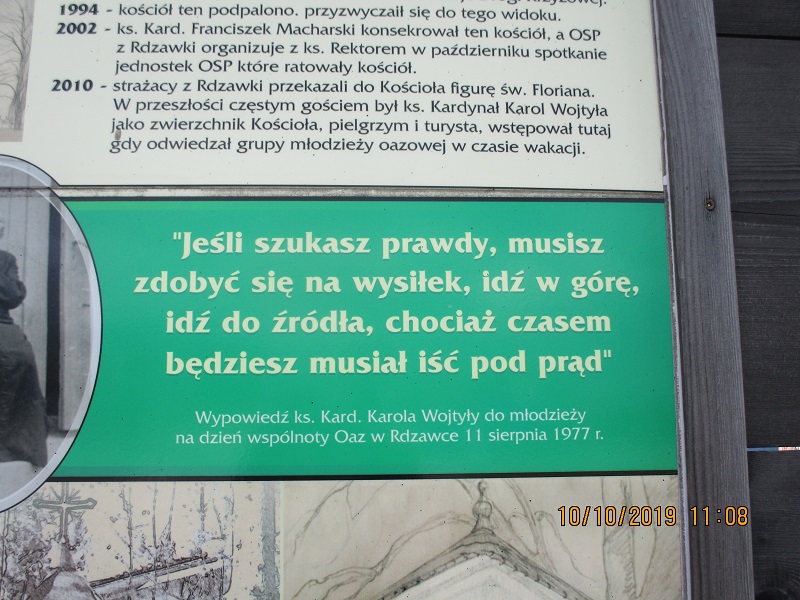 1994 - kościół ten podpalono. przyzwyczaił się do tego widoku.
2002 - ks. Kard. Franciszek Macharski konsekrował ten kościół, a OSP
z Rdzawki organizuje z ks. Rektorem w październiku spotkanie
jednostek OSP które ratowały kościół.
2010 - strażacy z Rdzawki przekazali do Kościoła figurę św. Floriana.
W przeszłości częstym gościem był ks. Kardynał Karol Wojtyła
jako zwierzchnik Kościoła, pielgrzym i turysta, wstępował tutaj
gdy odwiedzał grupy młodzieży oazowej w czasie wakacji.
"Jeśli szukasz prawdy, musisz
zdobyć się na wysiłek, idź w górę,
idź do źródła, chociaż czasem
będziesz musiał iść pod prąd"
Wypowiedź ks. Kard. Karola Wojtyły do młodzieży
na dzień wspólnoty Oaz w Rdzawce 11 sierpnia 1977 r.
10/10/2019 11:08